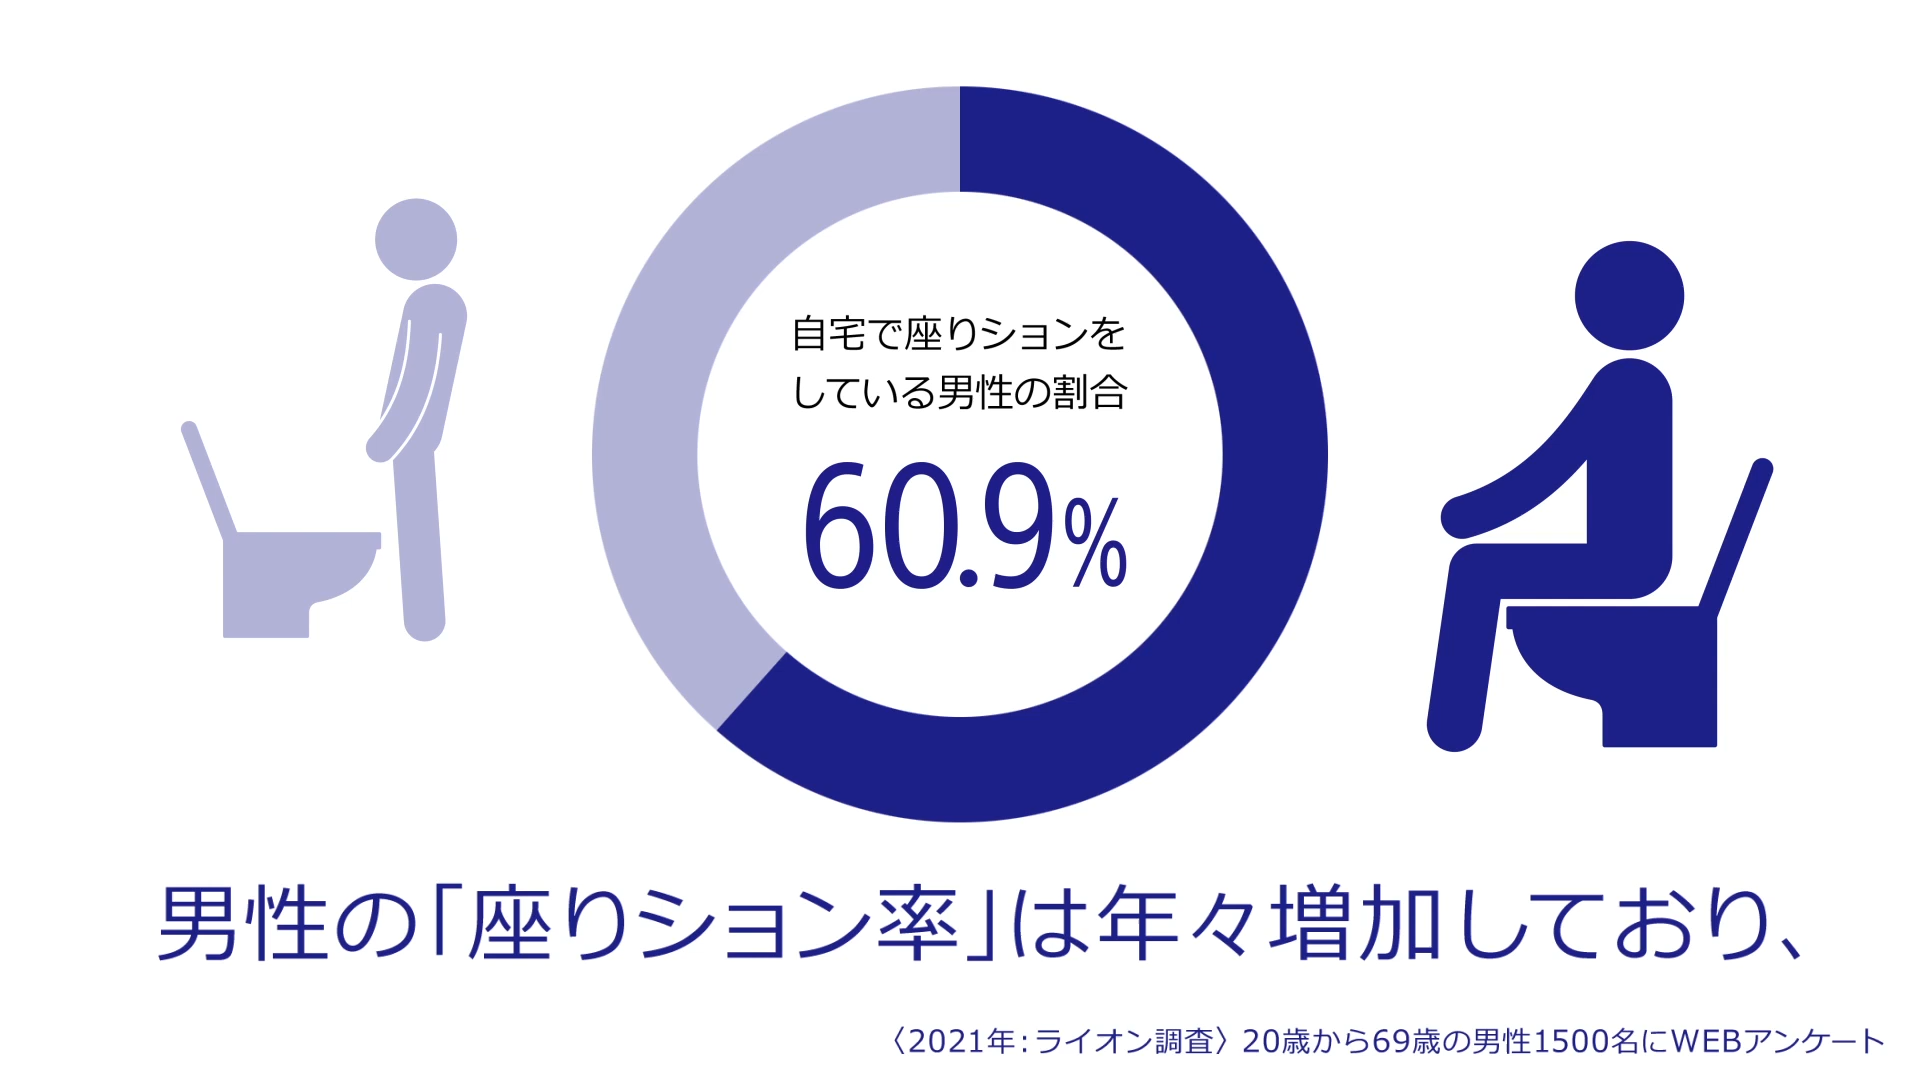 自宅で座りションを
している男性の割合
60.9%
男性の「座りション率」は年々増加しており、
〈2021年:ライオン調査〉20歳から69歳の男性1500名にWEBアンケート